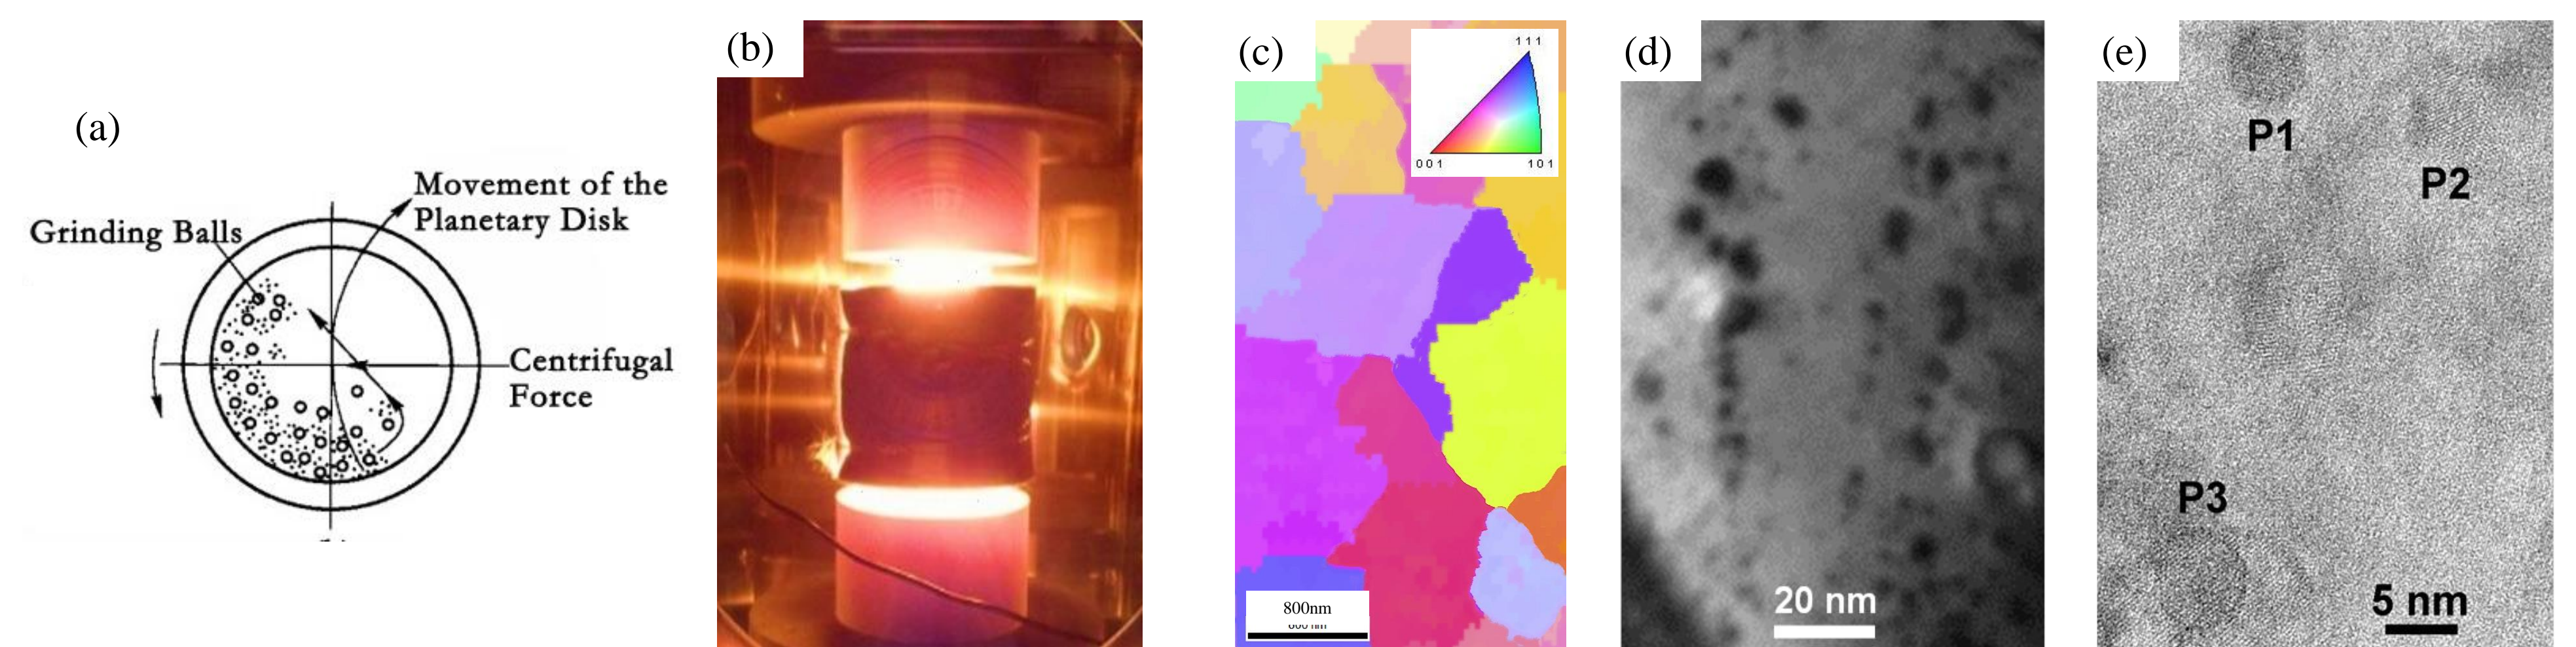 (a)
Movement of the
Planetary Disk
Grinding Balls
Centrifugal
Force
(b)
(c)
111
001
101
800nm
(d)
20 nm
(e)
P1
P2
P3
5 nm